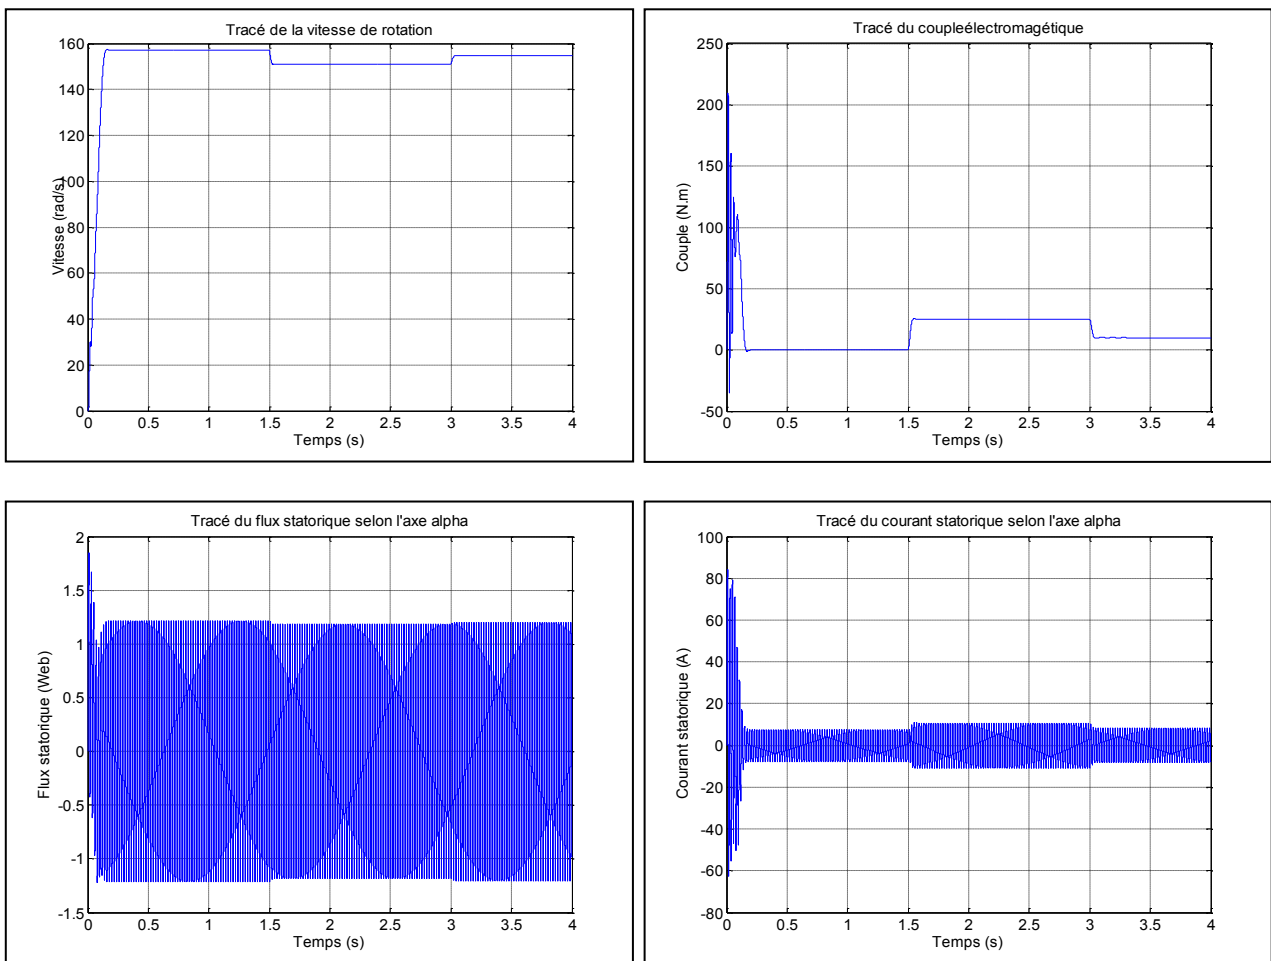 Tracé de la vitesse de rotation
160
140
120
100
80
60
40
20
0
Vitesse (rad/s)
0 0.5 1 1.5 2 2.5 3 3.5 4
Temps (s)
Tracé du coupleélectromagétique
250
200
150
100
50
0
-50
Couple (N.m)
0 0.5 1 1.5 2 2.5 3 3.5 4
Temps (s)
Tracé du flux statorique selon l'axe alpha
2
1.5
1
0.5
0
-0.5
-1
-1.5
Flux statorique (Web)
0 0.5 1 1.5 2 2.5 3 3.5 4
Temps (s)
Tracé du courant statorique selon l'axe alpha
100
80
60
40
20
0
-20
-40
-60
-80
Courant statorique (A)
0 0.5 1 1.5 2 2.5 3 3.5 4
Temps (s)